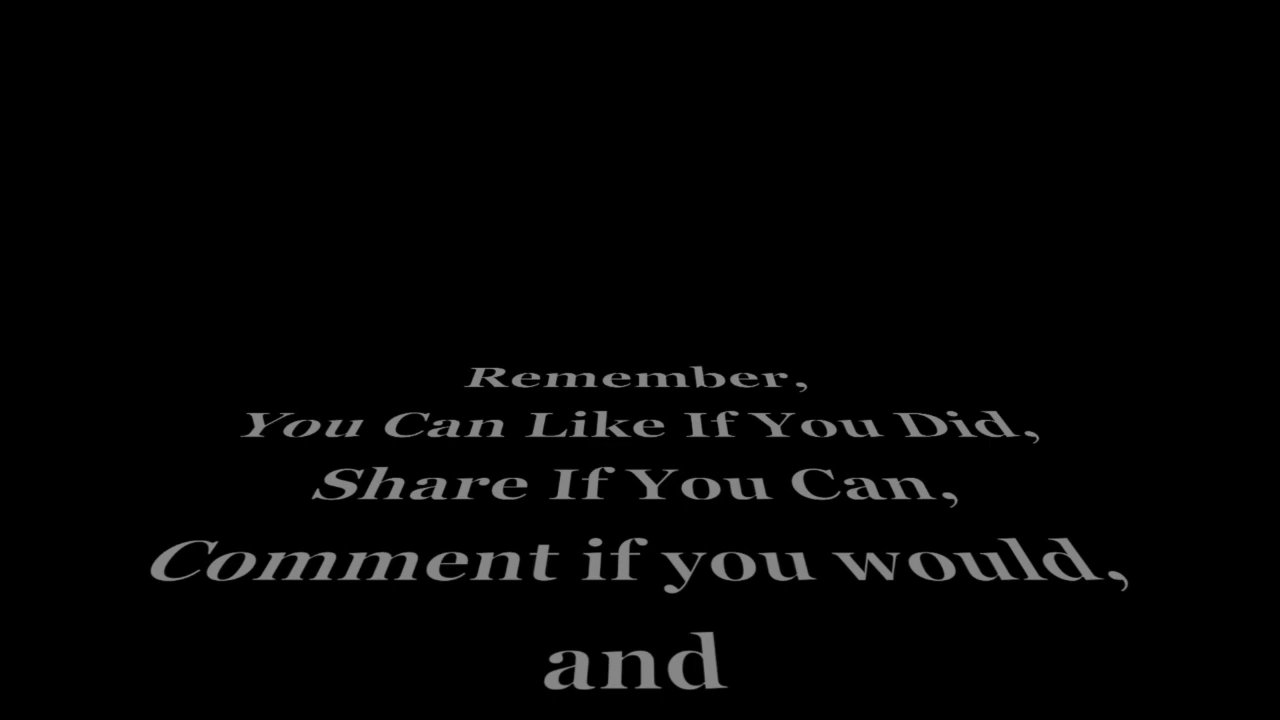 Remember,
You Can Like If You Did,
Share If You Can,
Comment if you would,
and